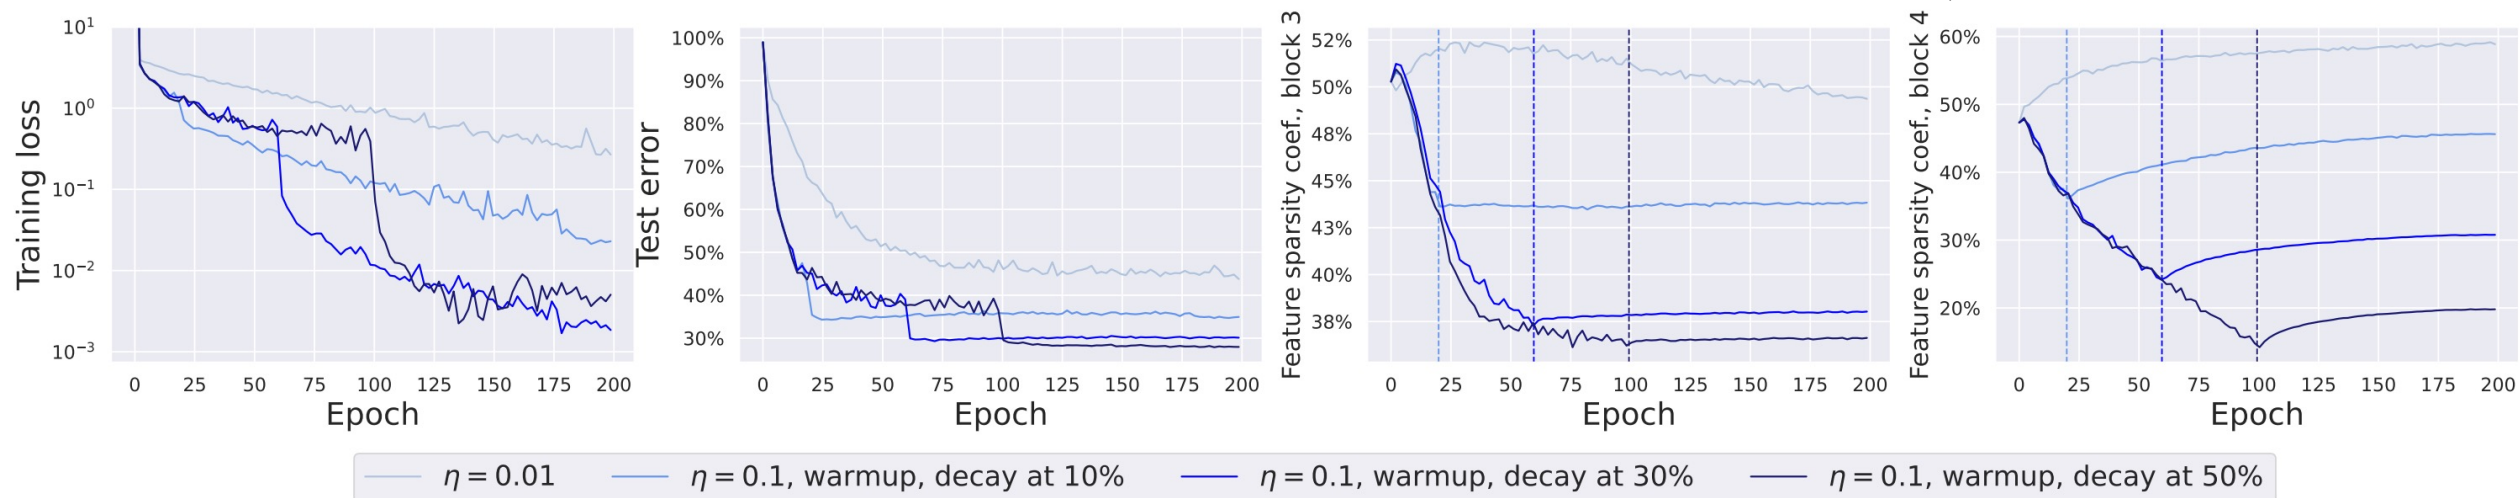 Training loss
10¹
10⁰
10⁻¹
10⁻²
10⁻³
0 25 50 75 100 125 150 175 200
Epoch
Test error
100%
90%
80%
70%
60%
50%
40%
30%
0 25 50 75 100 125 150 175 200
Epoch
Feature sparsity coef., block 3
52%
50%
48%
45%
43%
40%
38%
0 25 50 75 100 125 150 175 200
Epoch
Feature sparsity coef., block 4
60%
50%
40%
30%
20%
0 25 50 75 100 125 150 175 200
Epoch
η = 0.01 η = 0.1, warmup, decay at 10% η = 0.1, warmup, decay at 30% η = 0.1, warmup, decay at 50%